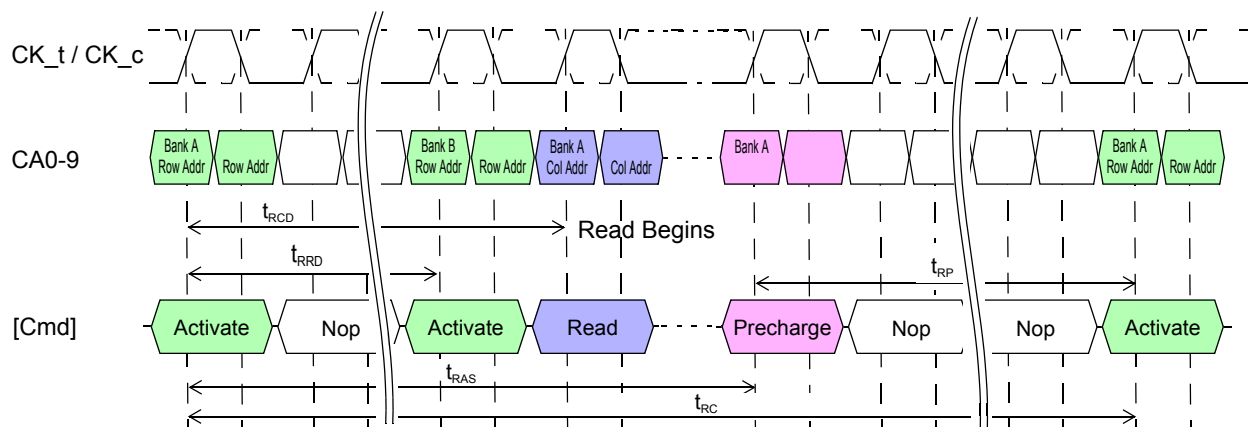 CK_t / CK_c
CA0-9
Bank A
Row Addr
Row Addr
Bank B
Row Addr
Row Addr
Bank A
Col Addr
Col Addr
Bank A
Bank A
Row Addr
Row Addr
tRCD
Read Begins
tRRD
tRP
[Cmd]
Activate
Nop
Activate
Read
Precharge
Nop
Nop
Activate
tRAS
tRC